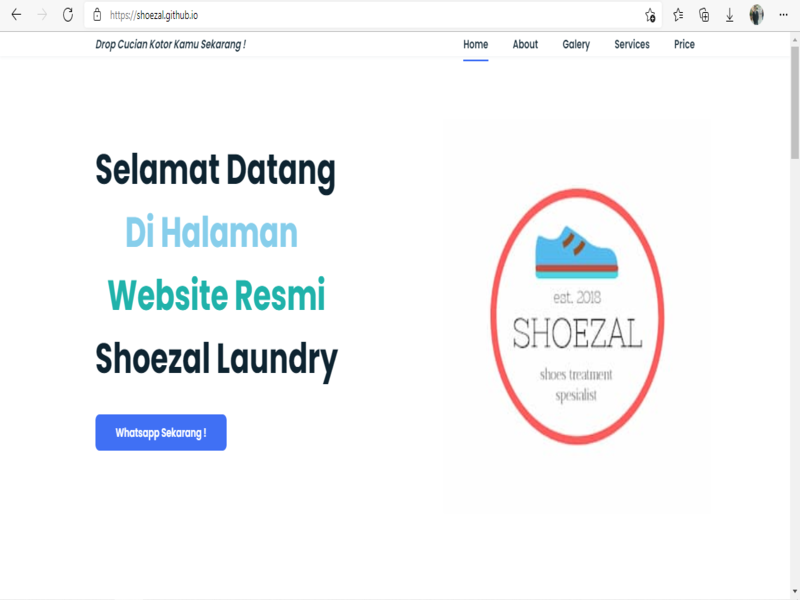 https://shoezal.github.io
Drop Cucian Kotor Kamu Sekarang !
Home About Galery Services Price
Selamat Datang
Di Halaman
Website Resmi
Shoezal Laundry
Whatsapp Sekarang !
est. 2018
SHOEZAL
shoes treatment
spesialist